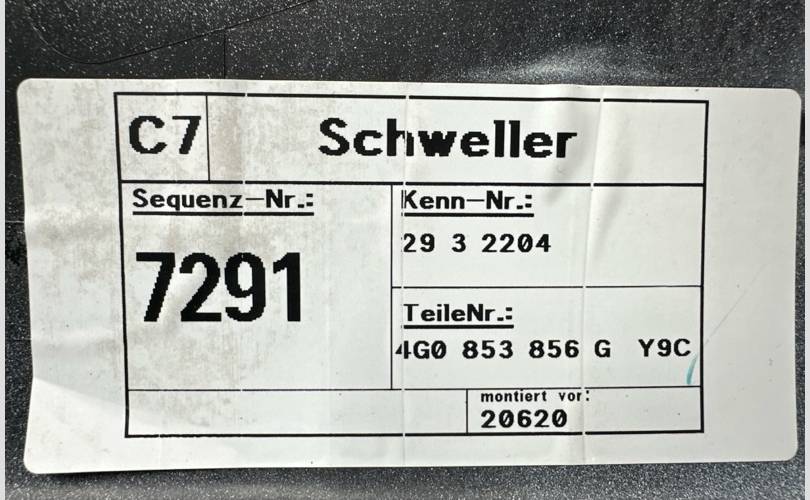 C7 Schweller
Sequenz-Nr.:
7291
Kenn-Nr.:
29 3 2204
TeileNr.:
4G0 853 856 G Y9C
montiert vor:
20620